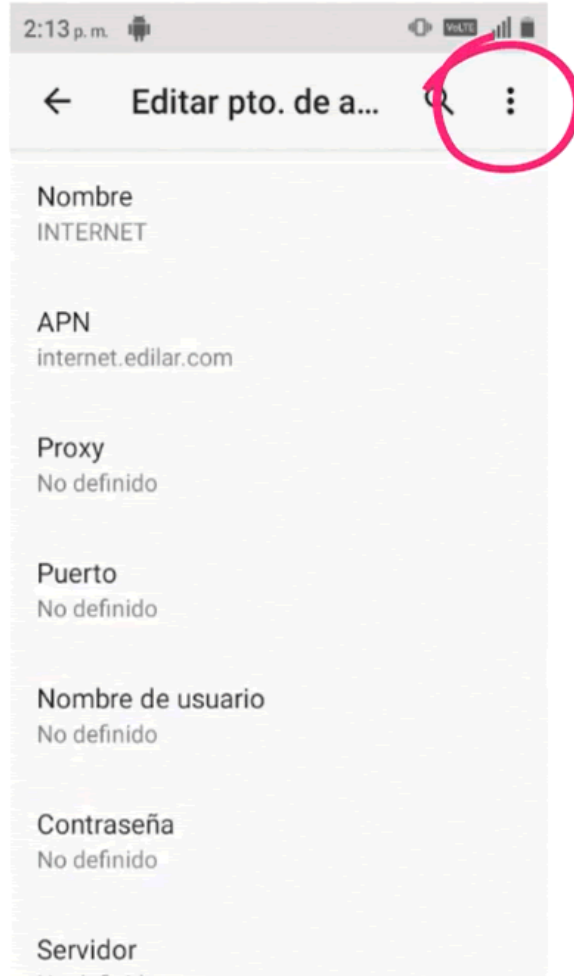 2:13 p. m. VoLTE
Editar pto. de a...
Nombre
INTERNET
APN
internet.edilar.com
Proxy
No definido
Puerto
No definido
Nombre de usuario
No definido
Contraseña
No definido
Servidor